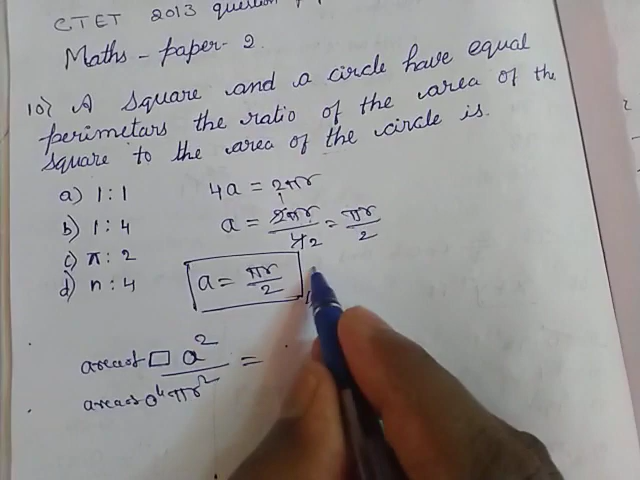 CTET 2013 question
Maths - paper - 2.
10) A square and a circle have equal
perimetars the ratio of the area of the
square to the area of the circle is.
a) 1:1
b) 1:4
c) π:2
d) n:4
4a = 2πr
a = 2πr/4 2 = πr/2
a = πr/2
area of □ a² =
area of πr²